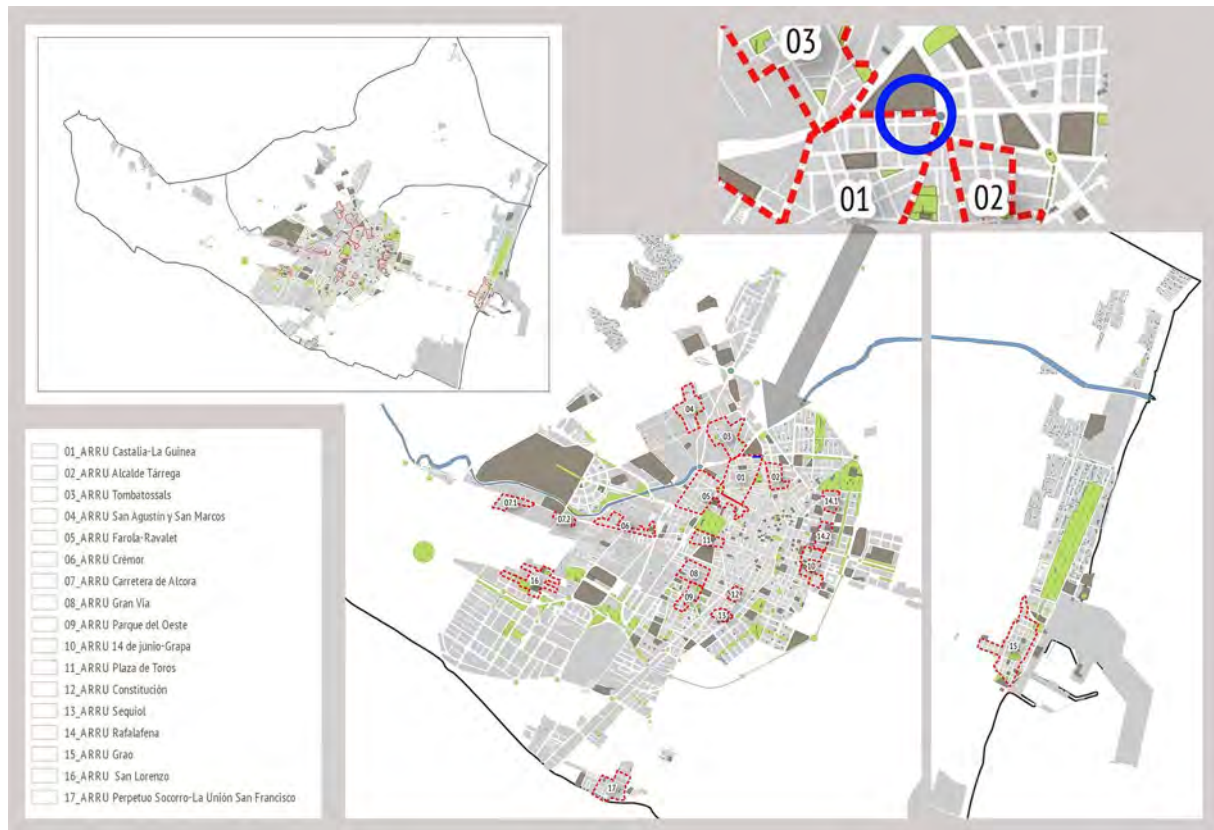 03
01
02
01_ARRU Castalia-La Guinea
02_ARRU Alcalde Tárrega
03_ARRU Tombatossals
04_ARRU San Agustín y San Marcos
05_ARRU Farola-Ravalet
06_ARRU Crémor
07_ARRU Carretera de Alcora
08_ARRU Gran Vía
09_ARRU Parque del Oeste
10_ARRU 14 de junio-Grapa
11_ARRU Plaza de Toros
12_ARRU Constitución
13_ARRU Sequiol
14_ARRU Rafalafena
15_ARRU Grao
16_ARRU San Lorenzo
17_ARRU Perpetuo Socorro-La Unión San Francisco
04
03
01
02
05
07.1
07.2
06
14.1
14.2
11
10
08
16
09
12
13
15
17